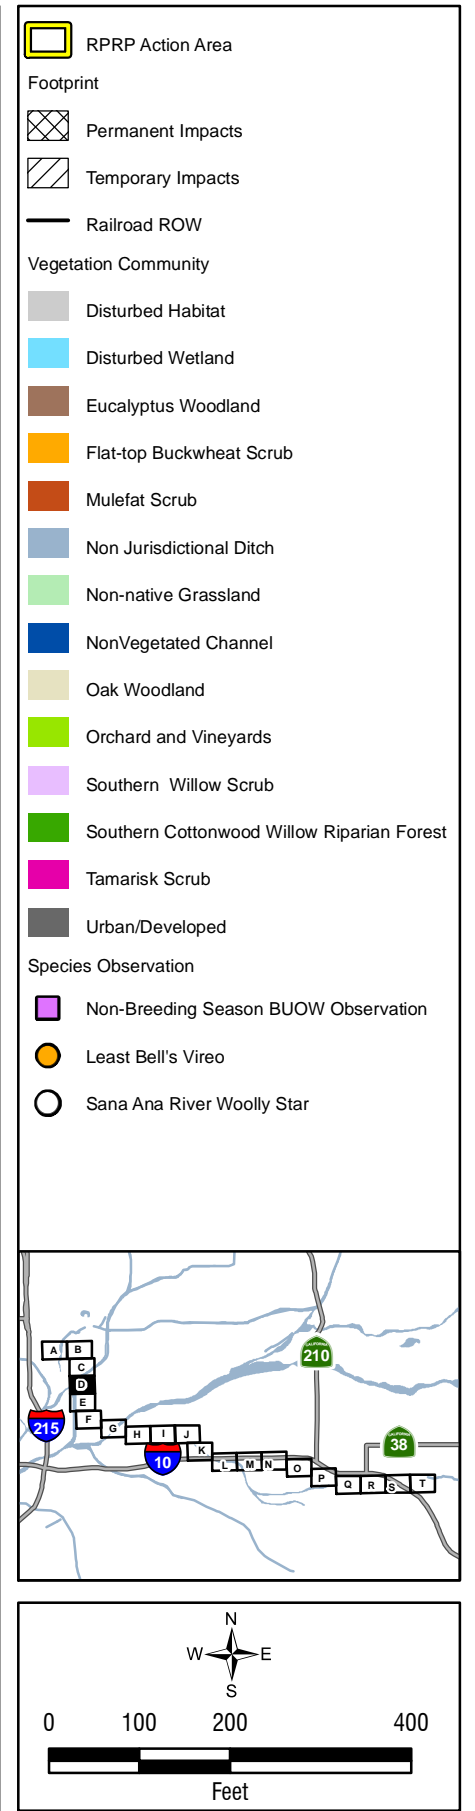 RPRP Action Area
Footprint
Permanent Impacts
Temporary Impacts
Railroad ROW
Vegetation Community
Disturbed Habitat
Disturbed Wetland
Eucalyptus Woodland
Flat-top Buckwheat Scrub
Mulefat Scrub
Non Jurisdictional Ditch
Non-native Grassland
NonVegetated Channel
Oak Woodland
Orchard and Vineyards
Southern Willow Scrub
Southern Cottonwood Willow Riparian Forest
Tamarisk Scrub
Urban/Developed
Species Observation
Non-Breeding Season BUOW Observation
Least Bell's Vireo
Sana Ana River Woolly Star
A B
C
D
E
F
G H I J
K
L M N
O
P
Q R S T
215
10
CALIFORNIA
210
CALIFORNIA
38
N
W E
S
0 100 200 400
Feet